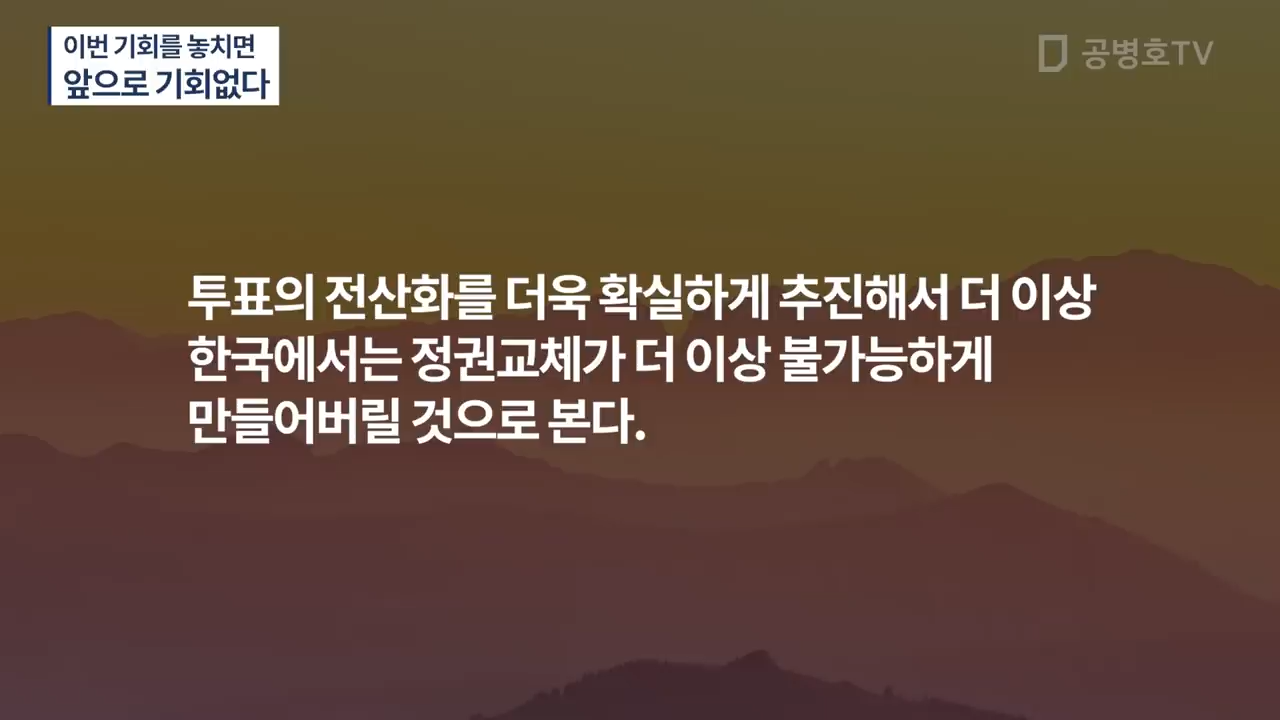 이번 기회를 놓치면
앞으로 기회없다
공병호TV
투표의 전산화를 더욱 확실하게 추진해서 더 이상
한국에서는 정권교체가 더 이상 불가능하게
만들어버릴 것으로 본다.